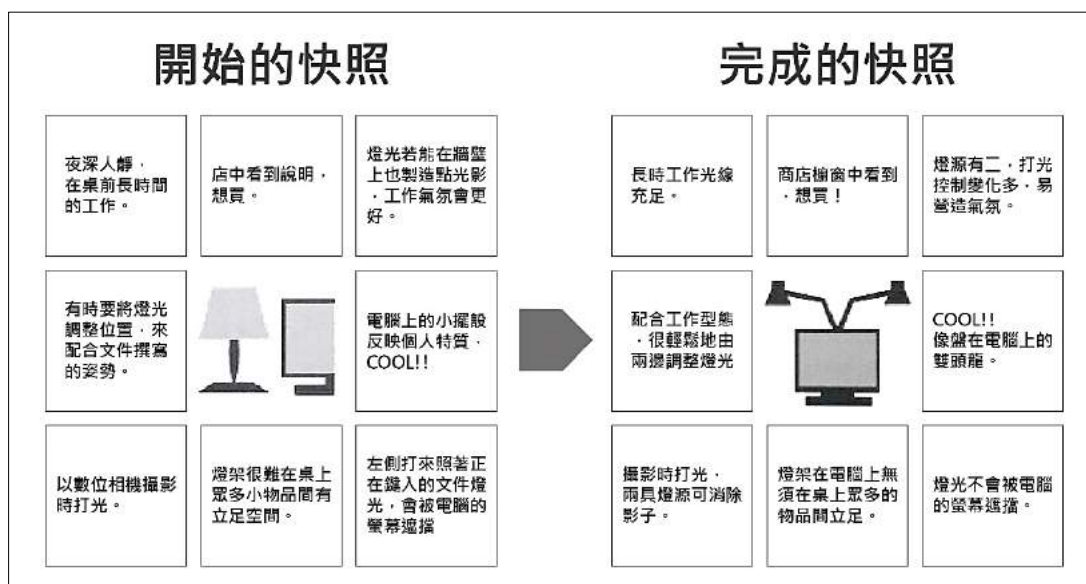 開始的快照
夜深人靜，
在桌前長時間
的工作。
店中看到說明，
想買。
燈光若能在牆壁
上也製造點光影
，工作氣氛會更
好。
有時要將燈光
調整位置，來
配合文件撰寫
的姿勢。
電腦上的小擺設
反映個人特質，
COOL!!
以數位相機攝影
時打光。
燈架很難在桌上
眾多小物品間有
立足空間。
左側打來照著正
在鍵入的文件燈
光，會被電腦的
螢幕遮擋
完成的快照
長時工作光線
充足。
商店櫥窗中看到
，想買！
燈源有二，打光
控制變化多，易
營造氣氛。
配合工作型態
，很輕鬆地由
兩邊調整燈光
COOL!!
像盤在電腦上的
雙頭龍。
攝影時打光，
兩具燈源可消除
影子。
燈架在電腦上無
須在桌上眾多的
物品間立足。
燈光不會被電腦
的螢幕遮擋。